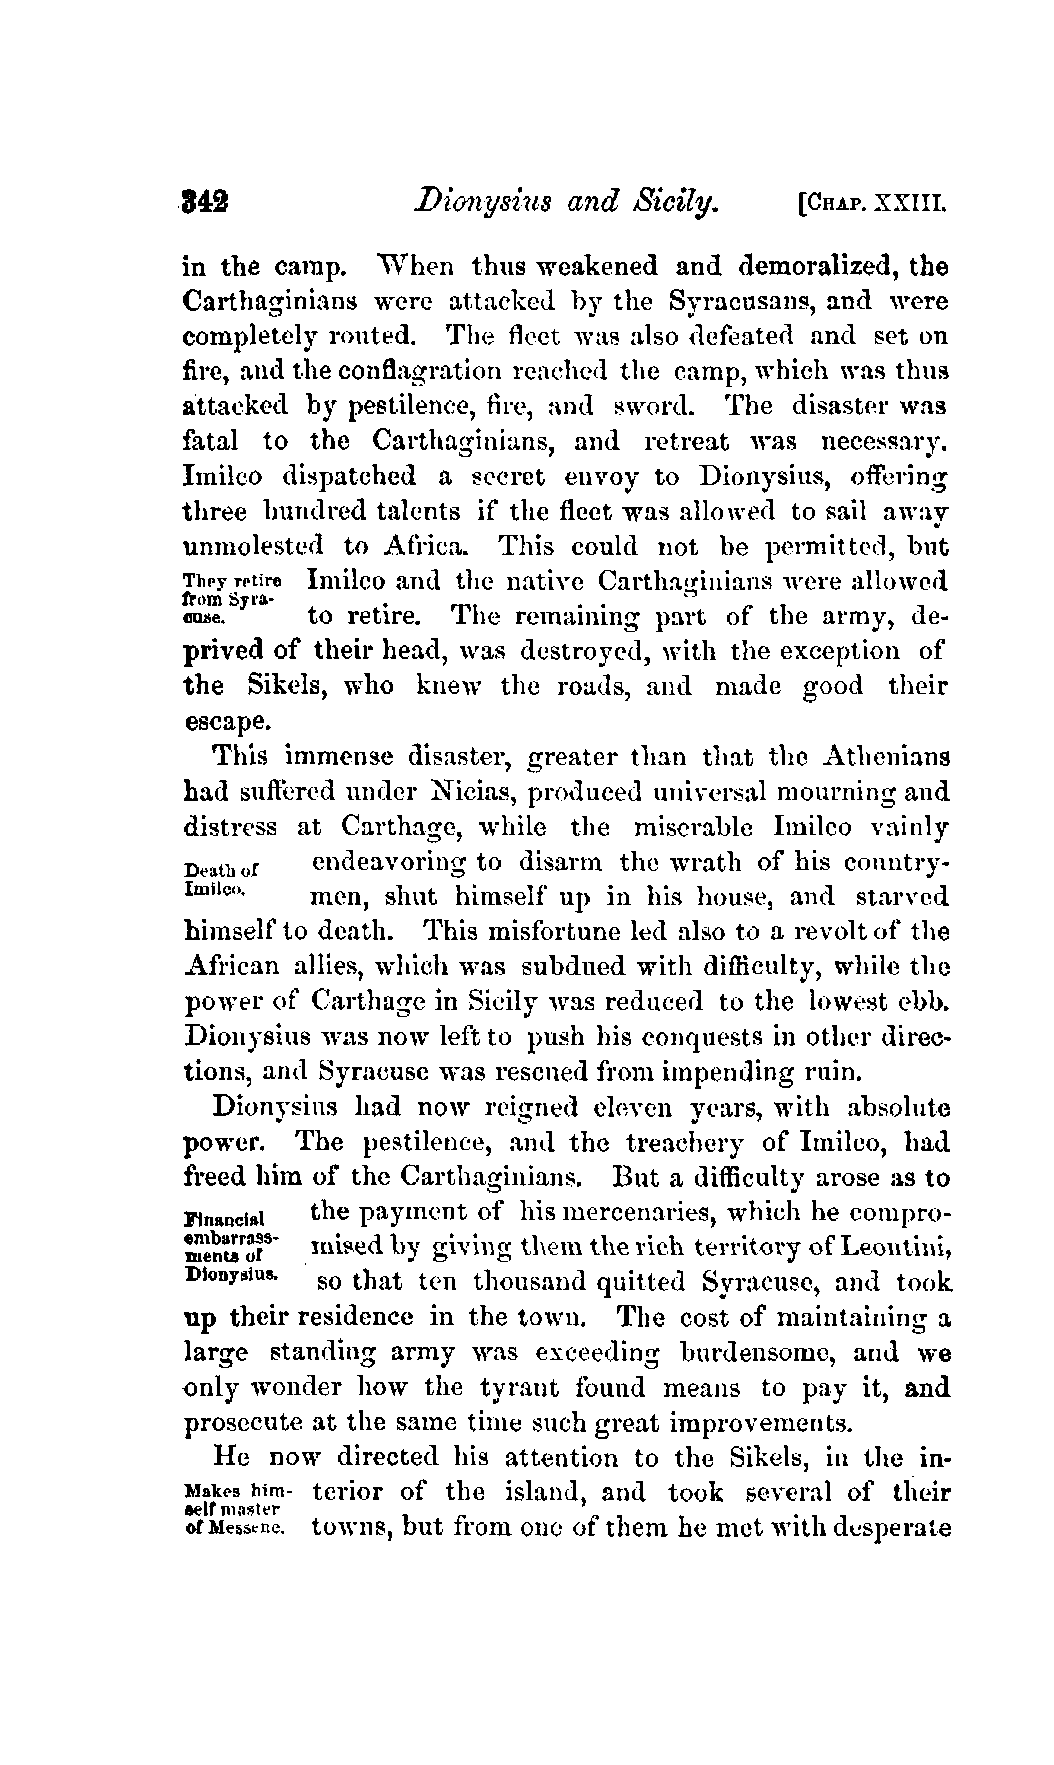 342 Dionysius and Sicily. [CHAP. XXIII.
in the camp. When thus weakened and demoralized, the
Carthaginians were attacked by the Syracusans, and were
completely routed. The fleet was also defeated and set on
fire, and the conflagration reached the camp, which was thus
attacked by pestilence, fire, and sword. The disaster was
fatal to the Carthaginians, and retreat was necessary.
Imilco dispatched a secret envoy to Dionysius, offering
three hundred talents if the fleet was allowed to sail away
unmolested to Africa. This could not be permitted, but
They retire
from Syra-
cuse.
Imilco and the native Carthaginians were allowed
to retire. The remaining part of the army, de-
prived of their head, was destroyed, with the exception of
the Sikels, who knew the roads, and made good their
escape.
This immense disaster, greater than that the Athenians
had suffered under Nicias, produced universal mourning and
distress at Carthage, while the miserable Imilco vainly
Death of
Imilco.
endeavoring to disarm the wrath of his country-
men, shut himself up in his house, and starved
himself to death. This misfortune led also to a revolt of the
African allies, which was subdued with difficulty, while the
power of Carthage in Sicily was reduced to the lowest ebb.
Dionysius was now left to push his conquests in other direc-
tions, and Syracuse was rescued from impending ruin.
Dionysius had now reigned eleven years, with absolute
power. The pestilence, and the treachery of Imilco, had
freed him of the Carthaginians. But a difficulty arose as to
Financial
embarrass-
ments of
Dionysius.
the payment of his mercenaries, which he compro-
mised by giving them the rich territory of Leontini,
so that ten thousand quitted Syracuse, and took
up their residence in the town. The cost of maintaining a
large standing army was exceeding burdensome, and we
only wonder how the tyrant found means to pay it, and
prosecute at the same time such great improvements.
He now directed his attention to the Sikels, in the in-
Makes him-
self master
of Messene.
terior of the island, and took several of their
towns, but from one of them he met with desperate